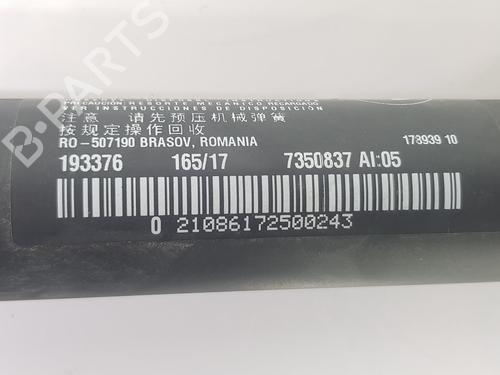 PRECAUCION: RESORTE MECANICO RECARGADO
VER INSTRUCCIONES DE DISPOSICION
注意 请先预压机械弹簧
按规定操作回收
RO-507190 BRASOV, ROMANIA
178939 10
193376 165/17 7350837 AI:05
0 21086172500243